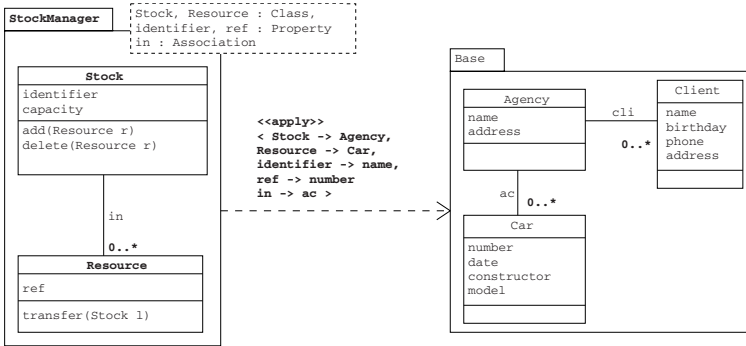 StockManager
Stock, Resource : Class,
identifier, ref : Property
in : Association
Stock
identifier
capacity
add(Resource r)
delete(Resource r)
in
0..*
Resource
ref
transfer(Stock l)
<<apply>>
< Stock -> Agency,
Resource -> Car,
identifier -> name,
ref -> number
in -> ac >
Base
Agency
name
address
cli
0..*
Client
name
birthday
phone
address
ac
0..*
Car
number
date
constructor
model